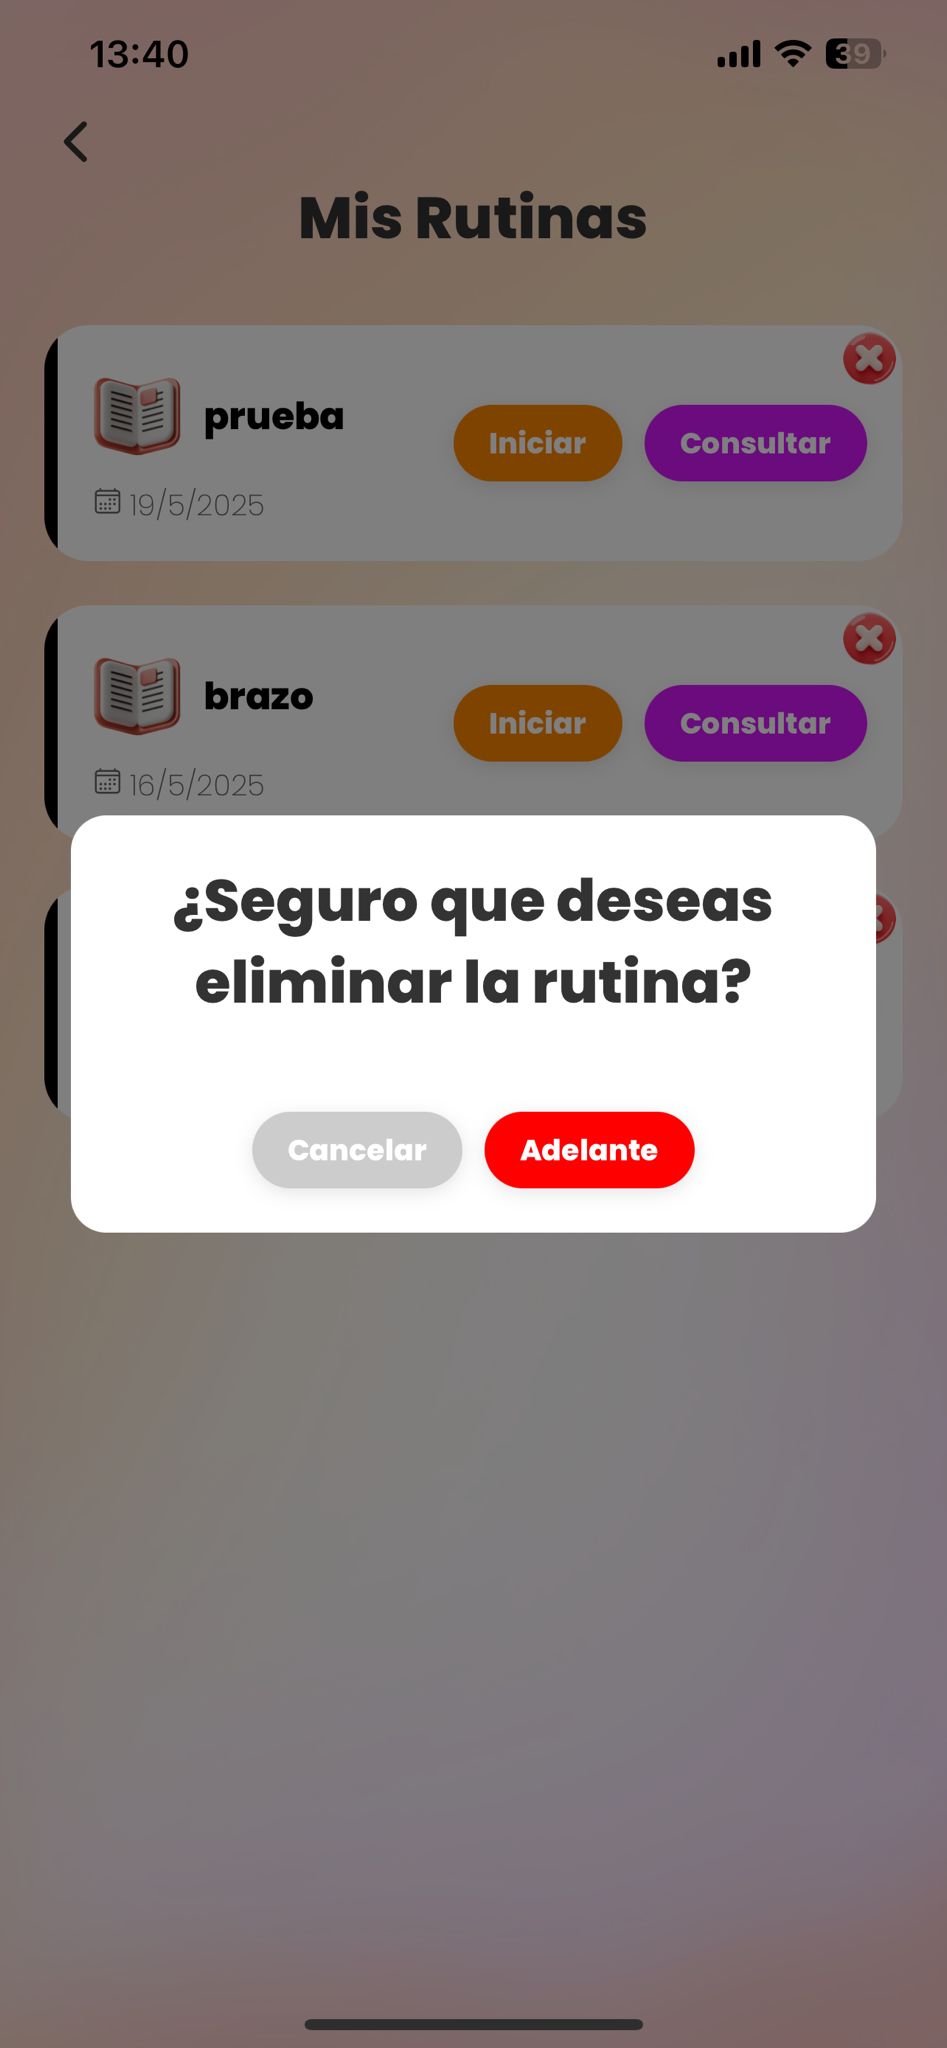 13:40
39
Mis Rutinas
prueba
Iniciar
Consultar
19/5/2025
brazo
Iniciar
Consultar
16/5/2025
¿Seguro que deseas
eliminar la rutina?
Cancelar
Adelante